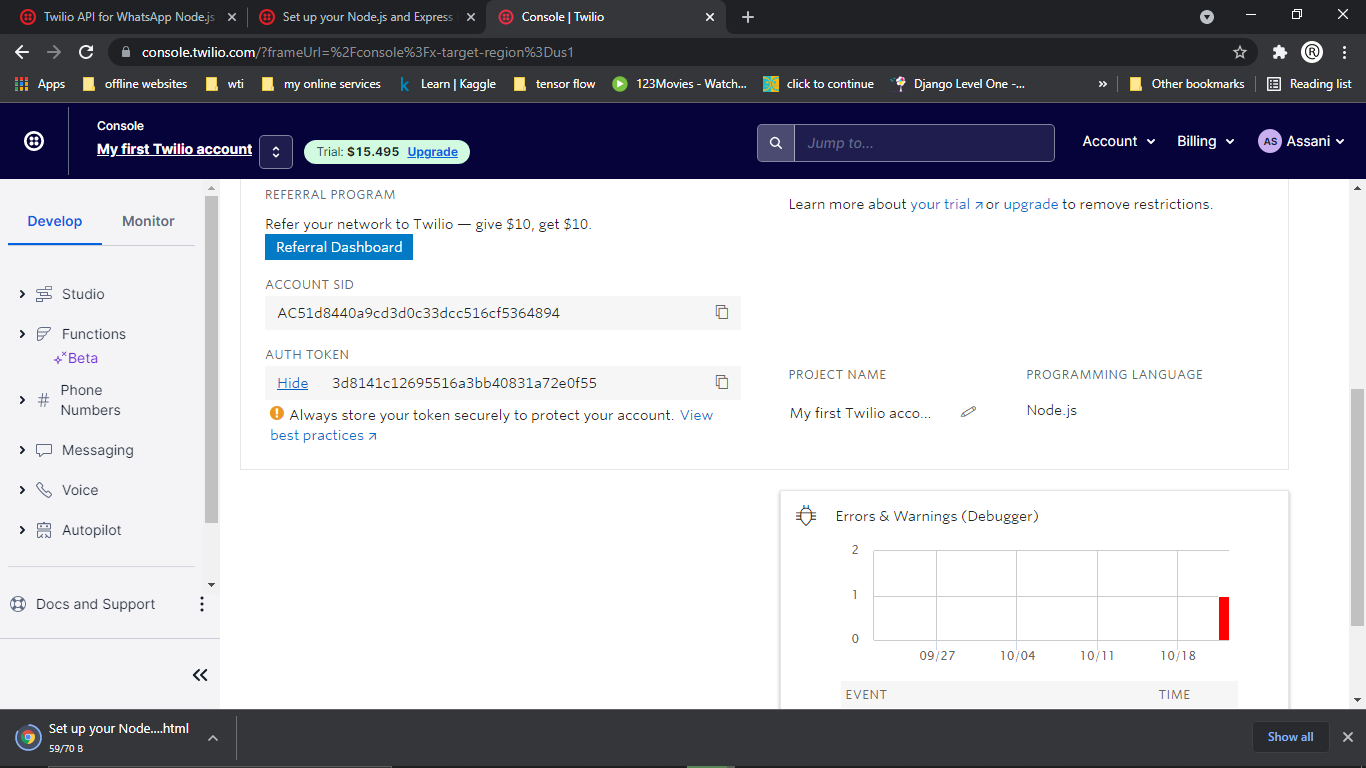 Twilio API for WhatsApp Node.js
Set up your Node.js and Express
Console | Twilio
console.twilio.com/?frameUrl=%2Fconsole%3Fx-target-region%3Dus1
Apps
offline websites
wti
my online services
Learn | Kaggle
tensor flow
123Movies - Watch...
click to continue
Django Level One -...
»
Other bookmarks
Reading list
Console
My first Twilio account
Trial: $15.495 Upgrade
Jump to...
Account
Billing
AS
Assani
Develop
Monitor
Studio
Functions
Beta
Phone
Numbers
Messaging
Voice
Autopilot
Docs and Support
REFERRAL PROGRAM
Refer your network to Twilio — give $10, get $10.
Referral Dashboard
Learn more about your trial or upgrade to remove restrictions.
ACCOUNT SID
AC51d8440a9cd3d0c33dcc516cf5364894
AUTH TOKEN
Hide 3d8141c12695516a3bb40831a72e0f55
Always store your token securely to protect your account. View
best practices
PROJECT NAME
My first Twilio acco...
PROGRAMMING LANGUAGE
Node.js
Errors & Warnings (Debugger)
2
1
0
09/27 10/04 10/11 10/18
EVENT TIME
Set up your Node....html
59/70 B
Show all